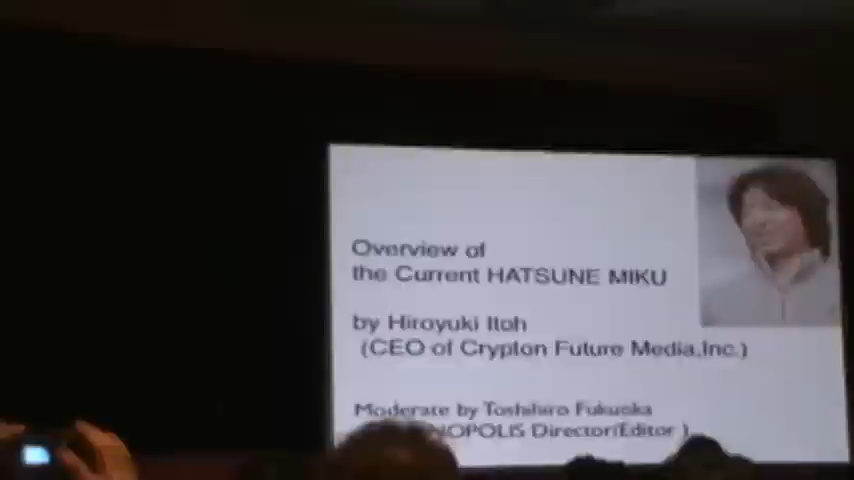 Overview of
the Current HATSUNE MIKU
by Hiroyuki Itoh
(CEO of Crypton Future Media,Inc.)
Moderate by Toshihiro Fukuoka
Director/Editor )